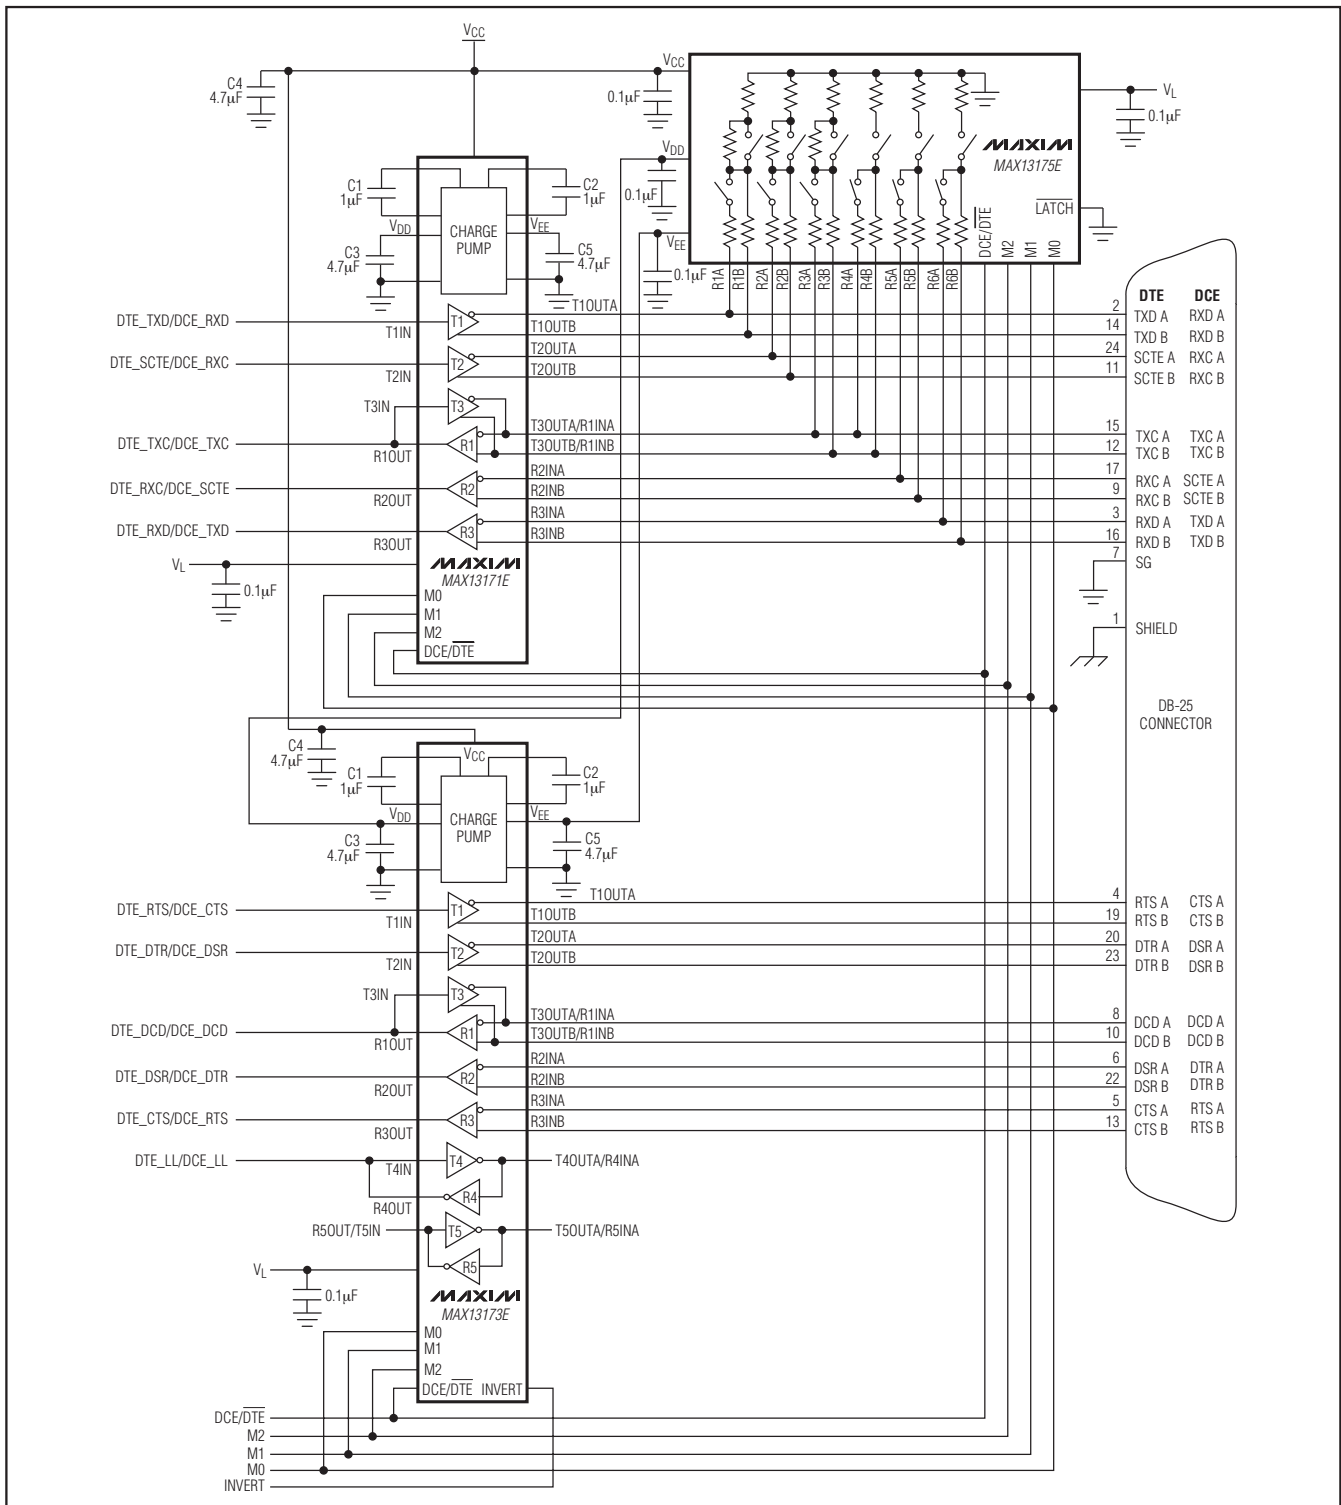 VCC
C4
4.7µF
VCC
0.1µF
VL
0.1µF
MAXIM
MAX13175E
VDD
0.1µF
LATCH
C1
1µF
C2
1µF
VDD
VEE
CHARGE
PUMP
C3
4.7µF
C5
4.7µF
VEE
0.1µF
R1A
R1B
R2A
R2B
R3A
R3B
R4A
R4B
R5A
R5B
R6A
R6B
DCE/DTE
M2
M1
M0
DTE DCE
DTE_TXD/DCE_RXD
T1IN
T1
T1OUTA
T1OUTB
2
TXD A RXD A
14
TXD B RXD B
DTE_SCTE/DCE_RXC
T2IN
T2
T2OUTA
T2OUTB
24
SCTE A RXC A
11
SCTE B RXC B
T3IN
T3
DTE_TXC/DCE_TXC
R1OUT
R1
T3OUTA/R1INA
T3OUTB/R1INB
15
TXC A TXC A
12
TXC B TXC B
DTE_RXC/DCE_SCTE
R2OUT
R2
R2INA
R2INB
17
RXC A SCTE A
9
RXC B SCTE B
DTE_RXD/DCE_TXD
R3OUT
R3
R3INA
R3INB
3
RXD A TXD A
16
RXD B TXD B
7
SG
VL
0.1µF
MAXIM
MAX13171E
M0
M1
M2
DCE/DTE
1
SHIELD
DB-25
CONNECTOR
C4
4.7µF
VCC
C1
1µF
C2
1µF
VDD
VEE
CHARGE
PUMP
C3
4.7µF
C5
4.7µF
DTE_RTS/DCE_CTS
T1IN
T1
T1OUTA
T1OUTB
4
RTS A CTS A
19
RTS B CTS B
DTE_DTR/DCE_DSR
T2IN
T2
T2OUTA
T2OUTB
20
DTR A DSR A
23
DTR B DSR B
T3IN
T3
DTE_DCD/DCE_DCD
R1OUT
R1
T3OUTA/R1INA
T3OUTB/R1INB
8
DCD A DCD A
10
DCD B DCD B
DTE_DSR/DCE_DTR
R2OUT
R2
R2INA
R2INB
6
DSR A DTR A
22
DSR B DTR B
DTE_CTS/DCE_RTS
R3OUT
R3
R3INA
R3INB
5
CTS A RTS A
13
CTS B RTS B
DTE_LL/DCE_LL
T4IN
T4
T4OUTA/R4INA
R4OUT
R4
R5OUT/T5IN
T5
T5OUTA/R5INA
R5
VL
0.1µF
MAXIM
MAX13173E
M0
M1
M2
DCE/DTE INVERT
DCE/DTE
M2
M1
M0
INVERT